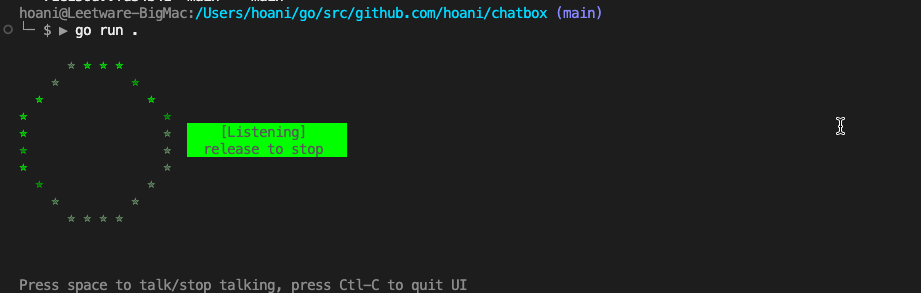 hoani@Leetware-BigMac:/Users/hoani/go/src/github.com/hoani/chatbox (main)
└─ $ ▶ go run .
* * * *
* *
* *
* *
* * [Listening]
* * release to stop
* *
* *
* *
* * * *
Press space to talk/stop talking, press Ctl-C to quit UI